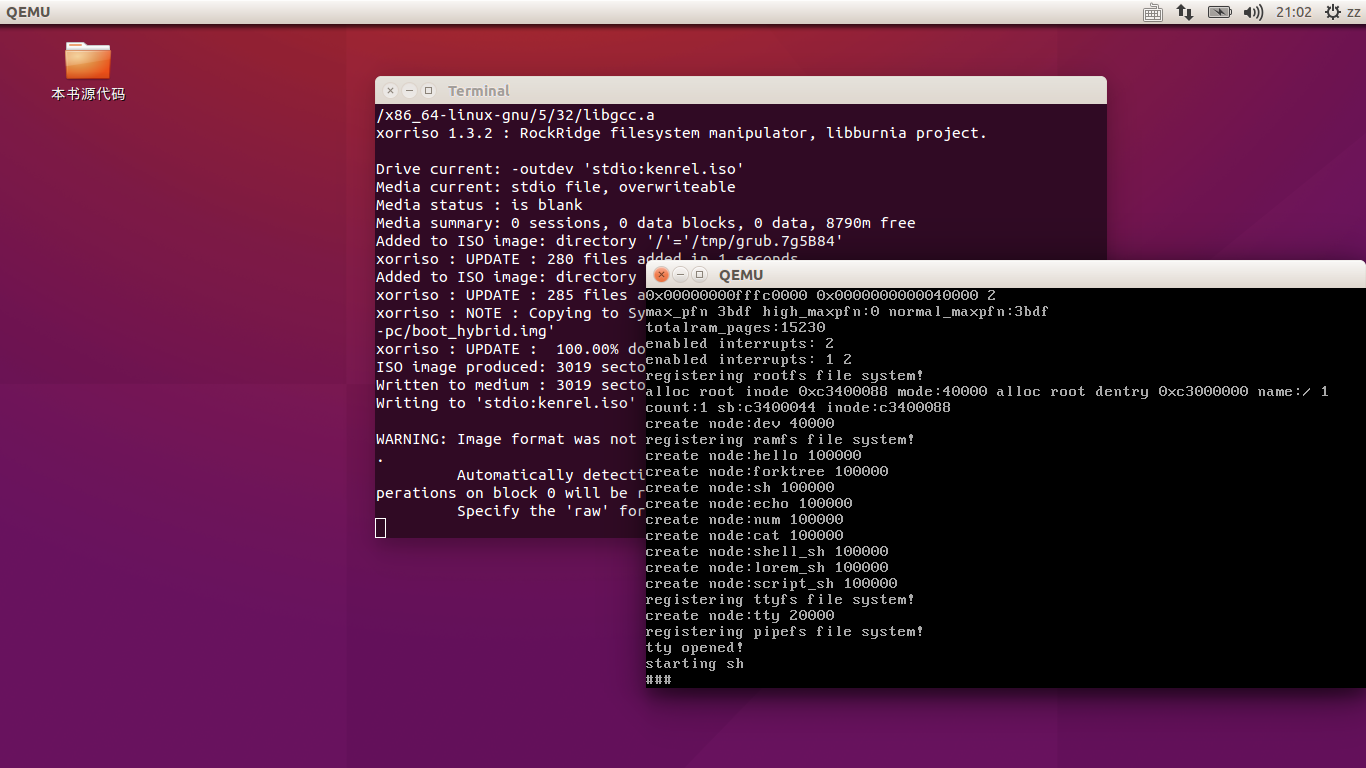 QEMU
21:02
zz
本书源代码
Terminal
/x86_64-linux-gnu/5/32/libgcc.a
xorriso 1.3.2 : RockRidge filesystem manipulator, libburnia project.
Drive current: -outdev 'stdio:kenrel.iso'
Media current: stdio file, overwriteable
Media status : is blank
Media summary: 0 sessions, 0 data blocks, 0 data, 8790m free
Added to ISO image: directory '/'='/tmp/grub.7g5B84'
xorriso : UPDATE : 280 files added in 1 seconds
Added to ISO image: directory
xorriso : UPDATE : 285 files a
xorriso : NOTE : Copying to Sy
-pc/boot_hybrid.img'
xorriso : UPDATE :  100.00% do
ISO image produced: 3019 secto
Written to medium : 3019 secto
Writing to 'stdio:kenrel.iso'
WARNING: Image format was not
.
Automatically detecti
perations on block 0 will be r
Specify the 'raw' for
QEMU
0x00000000fffc0000 0x0000000000040000 2
max_pfn 3bdf high_maxpfn:0 normal_maxpfn:3bdf
totalram_pages:15230
enabled interrupts: 2
enabled interrupts: 1 2
registering rootfs file system!
alloc root inode 0xc3400088 mode:40000 alloc root dentry 0xc3000000 name:/ 1
count:1 sb:c3400044 inode:c3400088
create node:dev 40000
registering ramfs file system!
create node:hello 100000
create node:forktree 100000
create node:sh 100000
create node:echo 100000
create node:num 100000
create node:cat 100000
create node:shell_sh 100000
create node:lorem_sh 100000
create node:script_sh 100000
registering ttyfs file system!
create node:tty 20000
registering pipefs file system!
tty opened!
starting sh
###